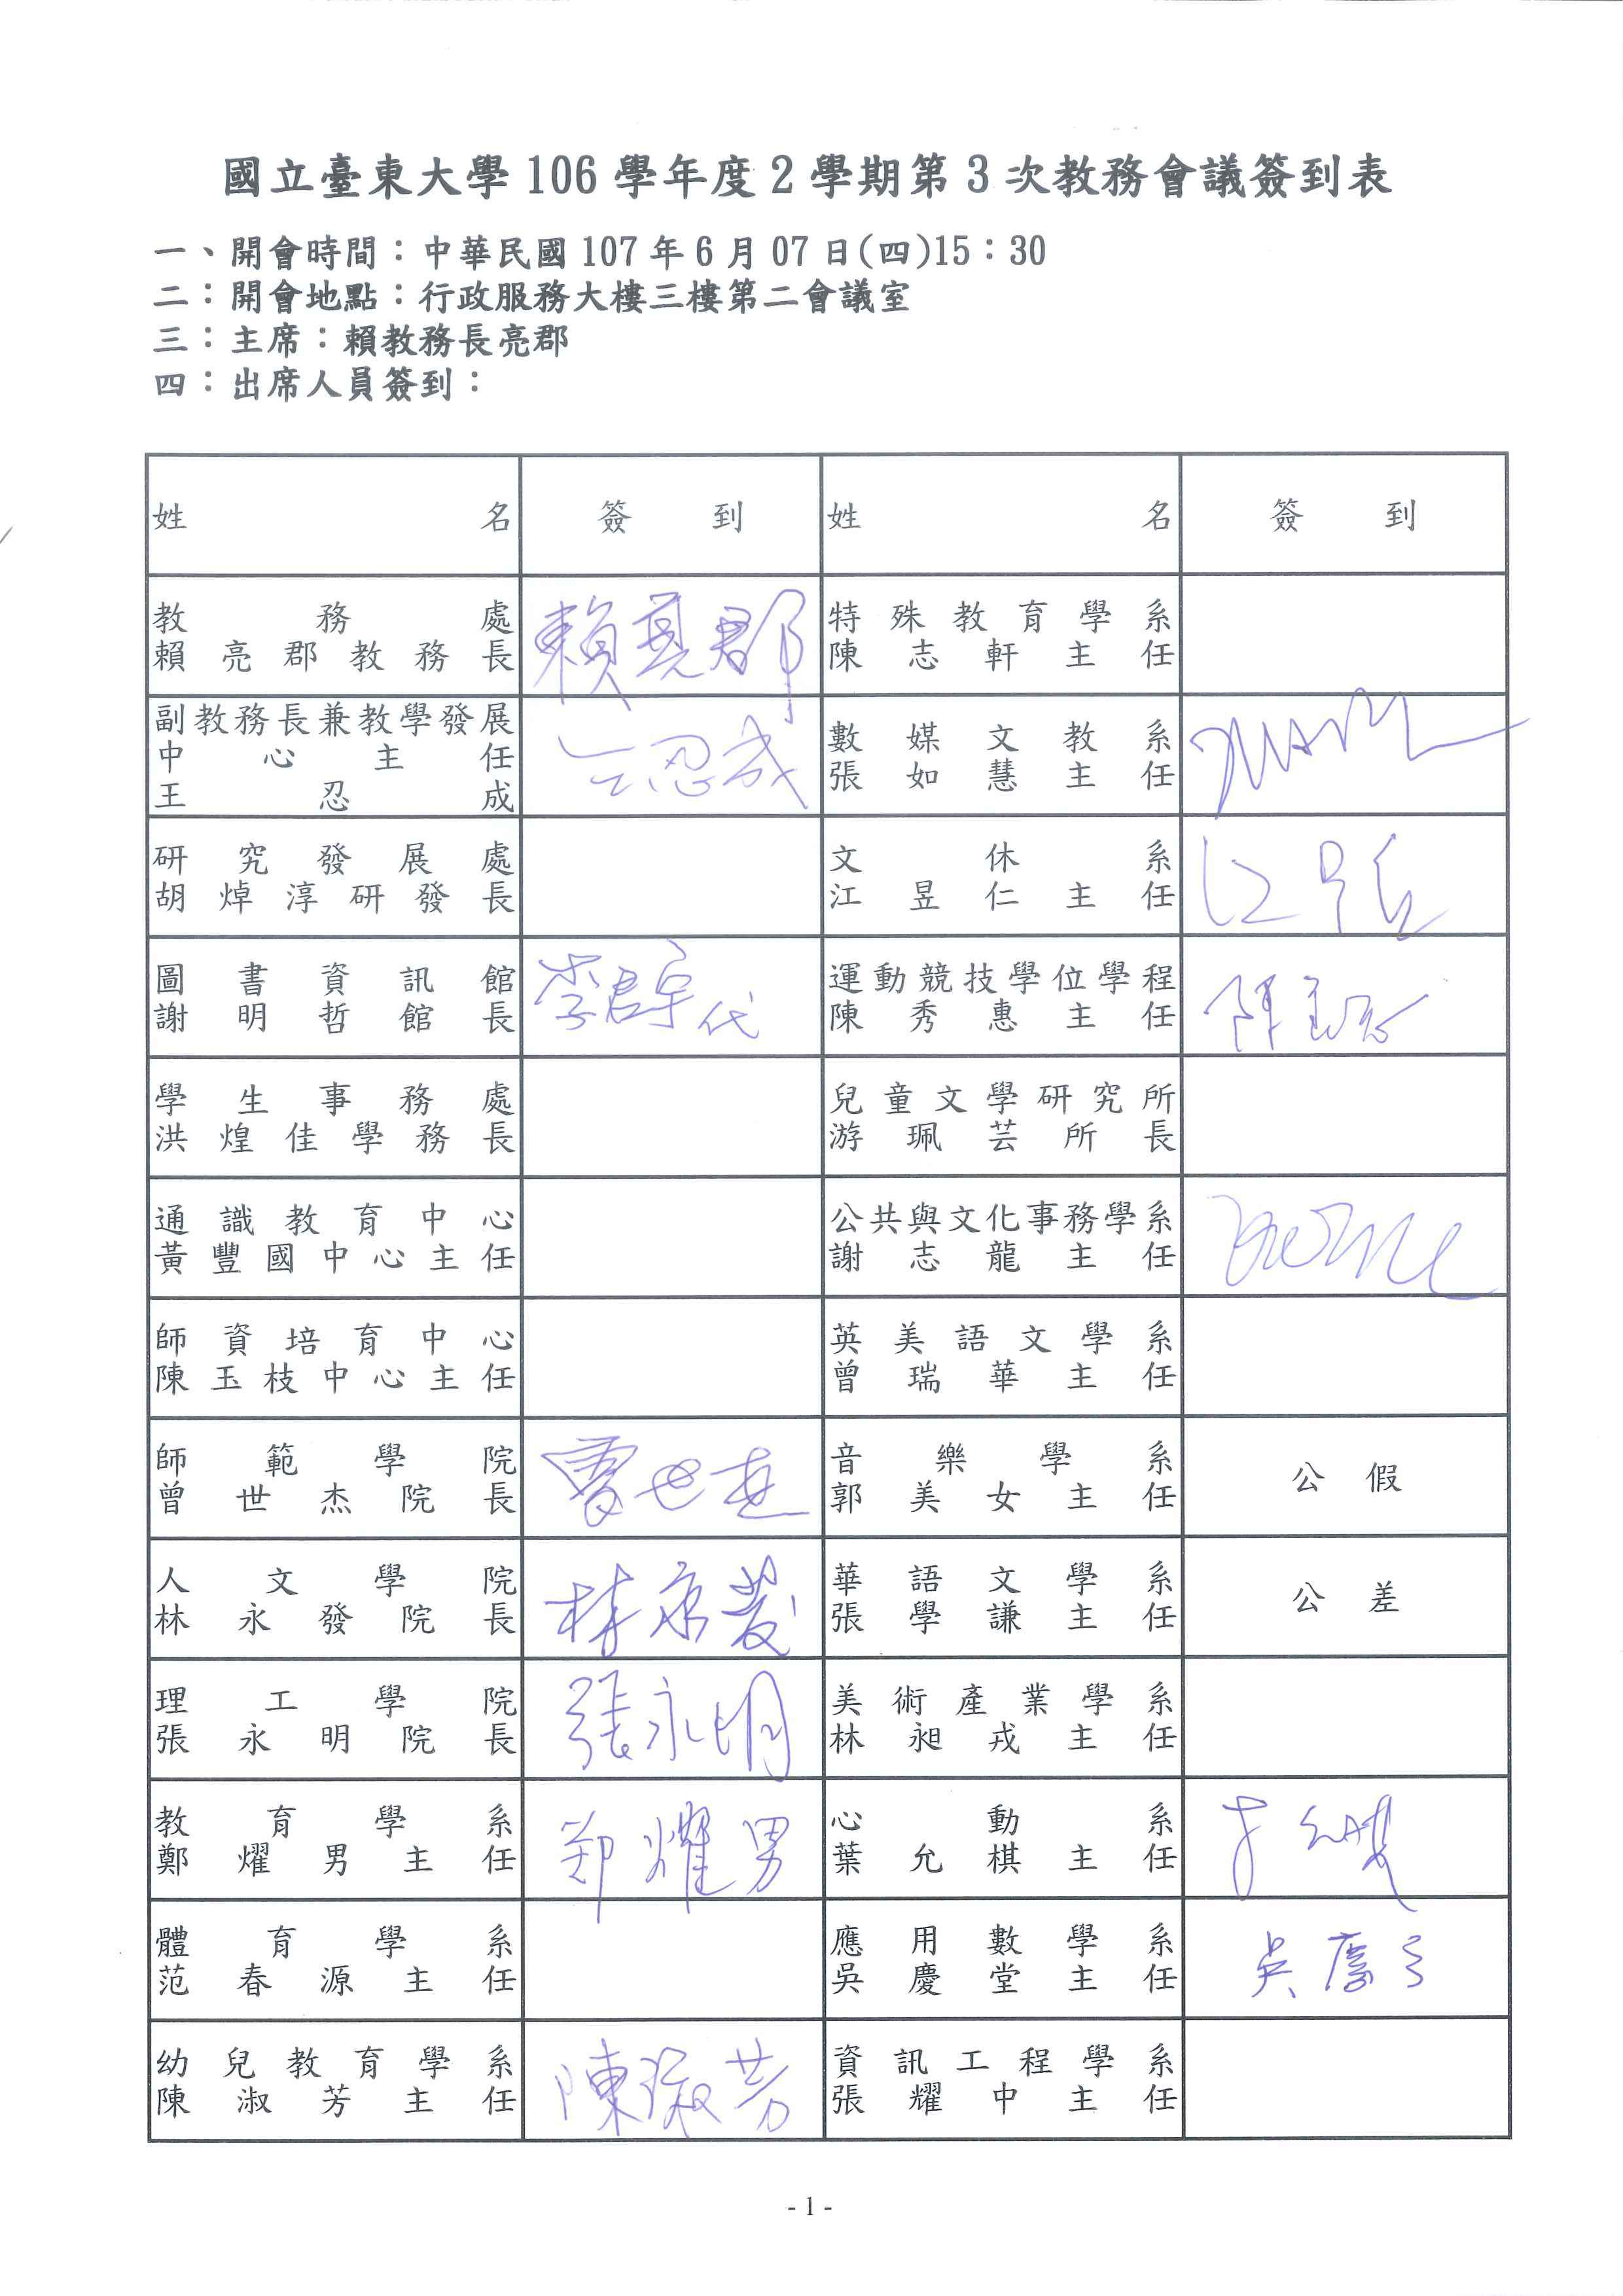 國立臺東大學 106 學年度 2 學期第 3 次教務會議簽到表
一、開會時間：中華民國 107 年 6 月 07 日(四)15：30
二：開會地點：行政服務大樓三樓第二會議室
三：主席：賴教務長亮郡
四：出席人員簽到：
姓名 簽到 姓名 簽到
教務處
賴亮郡教務長
賴亮郡
特殊教育學系
陳志軒主任
副教務長兼教學發展
中心主任
王忍成
王忍成
數媒文教系
張如慧主任
研究發展處
胡焯淳研發長
文休系
江昱仁主任
圖書資訊館
謝明哲館長
代
運動競技學位學程
陳秀惠主任
學生事務處
洪煌佳學務長
兒童文學研究所
游珮芸所長
通識教育中心
黃豐國中心主任
公共與文化事務學系
謝志龍主任
師資培育中心
陳玉枝中心主任
英美語文學系
曾瑞華主任
師範學院
曾世杰院長
曾世杰
音樂學系
郭美女主任
公假
人文學院
林永發院長
林永發
華語文學系
張學謙主任
公差
理工學院
張永明院長
張永明
美術產業學系
林昶戎主任
教育學系
鄭燿男主任
郑燿男
心動系
葉允棋主任
體育學系
范春源主任
應用數學系
吳慶堂主任
幼兒教育學系
陳淑芳主任
陳淑芳
資訊工程學系
張耀中主任
- 1 -